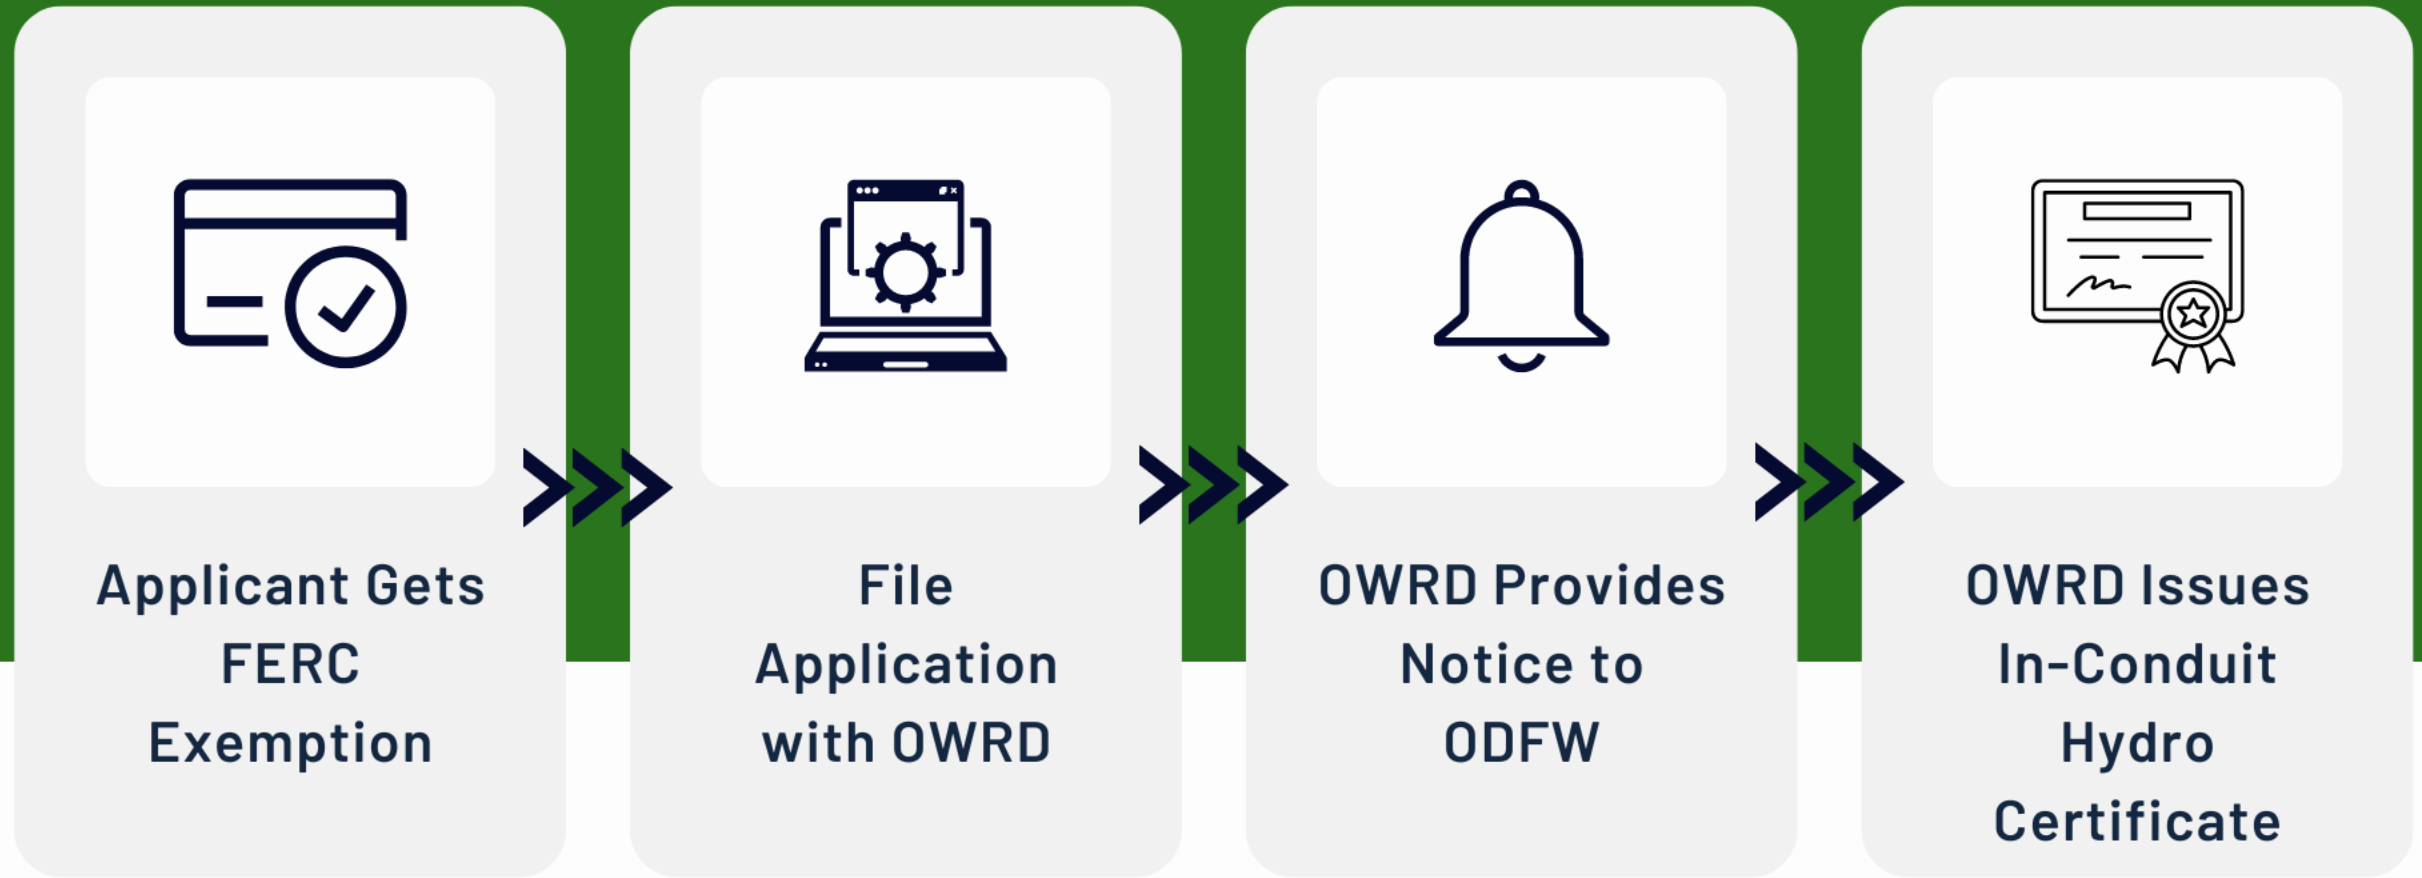 Applicant Gets
FERC
Exemption
File
Application
with OWRD
OWRD Provides
Notice to
ODFW
OWRD Issues
In-Conduit
Hydro
Certificate